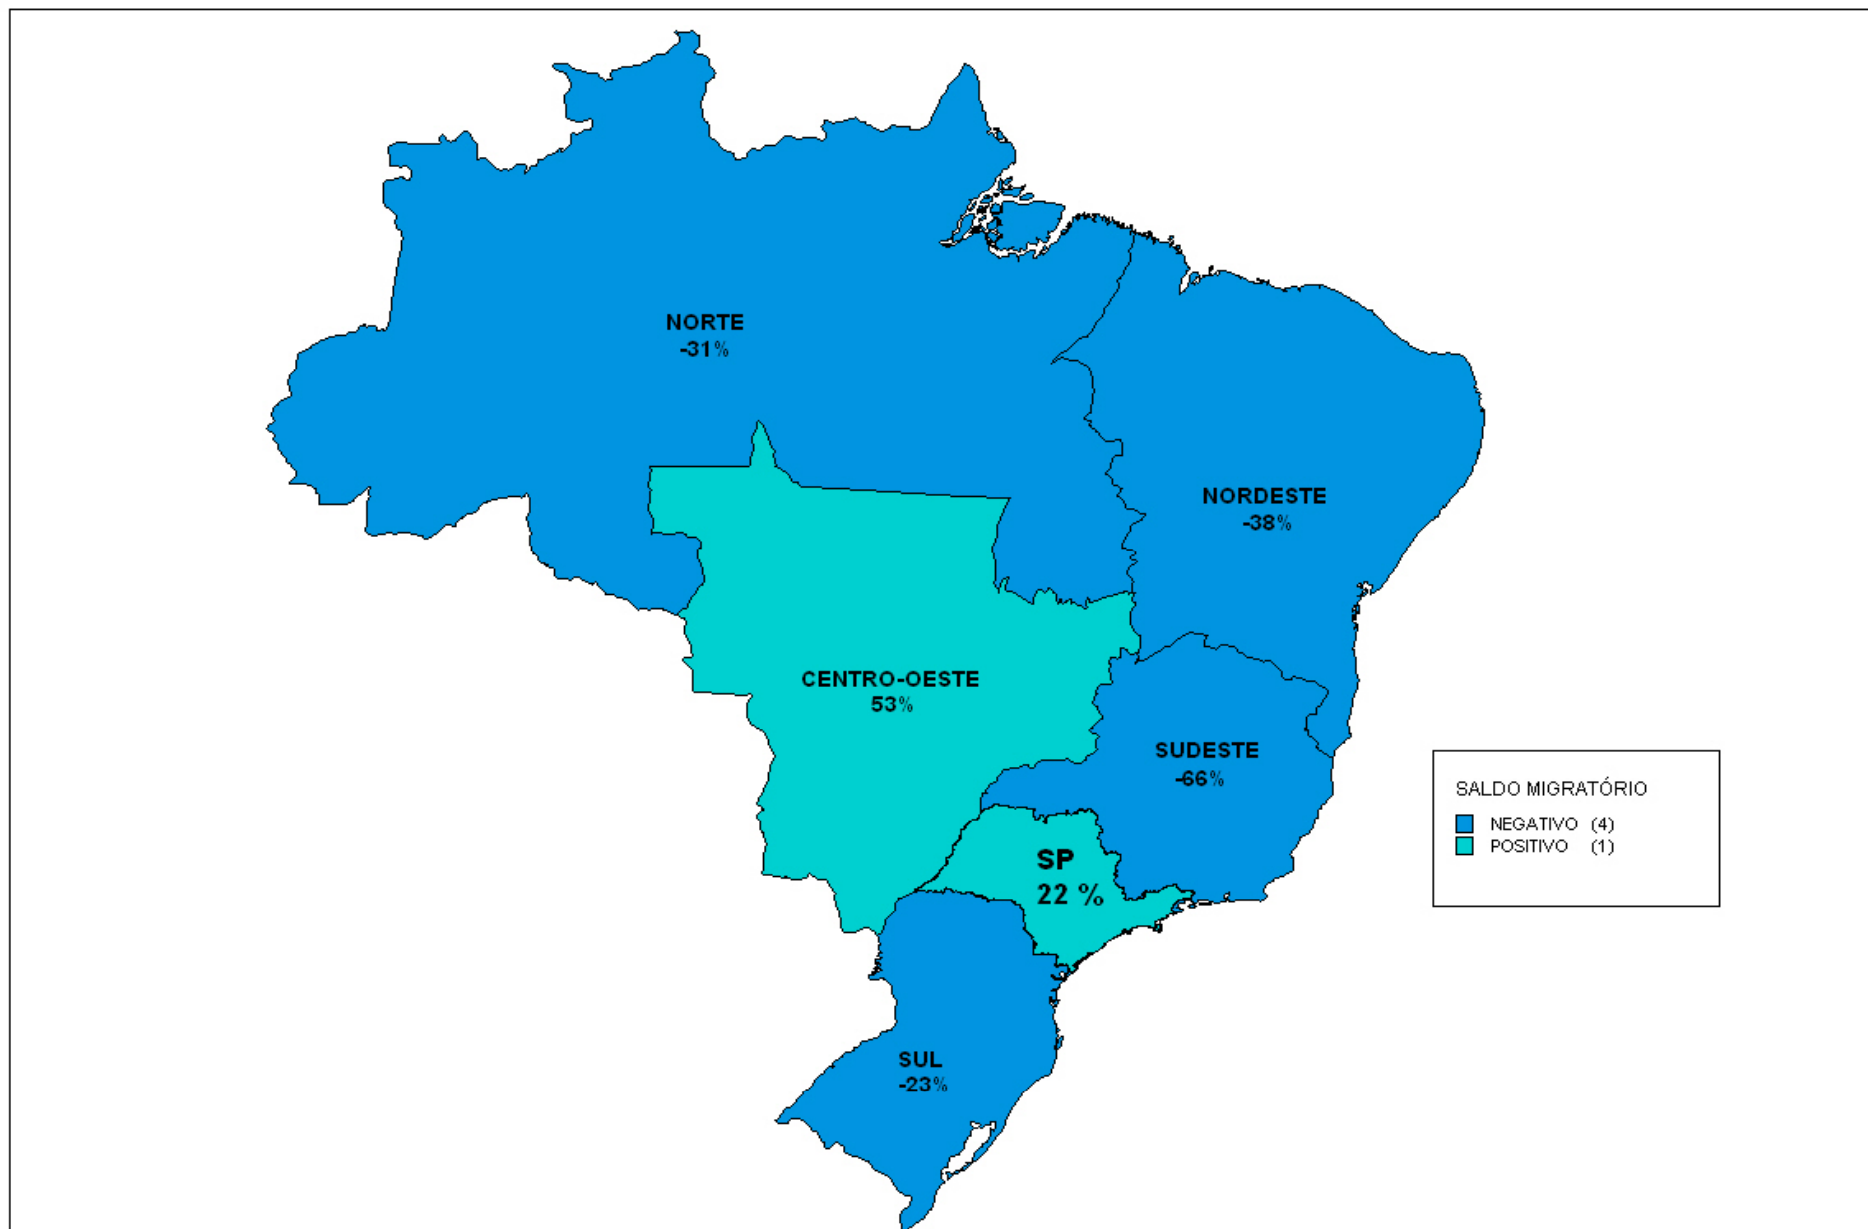 NORTE
-31%
NORDESTE
-38%
CENTRO-OESTE
53%
SUDESTE
-66%
SP
22 %
SUL
-23%
SALDO MIGRATÓRIO
NEGATIVO (4)
POSITIVO (1)